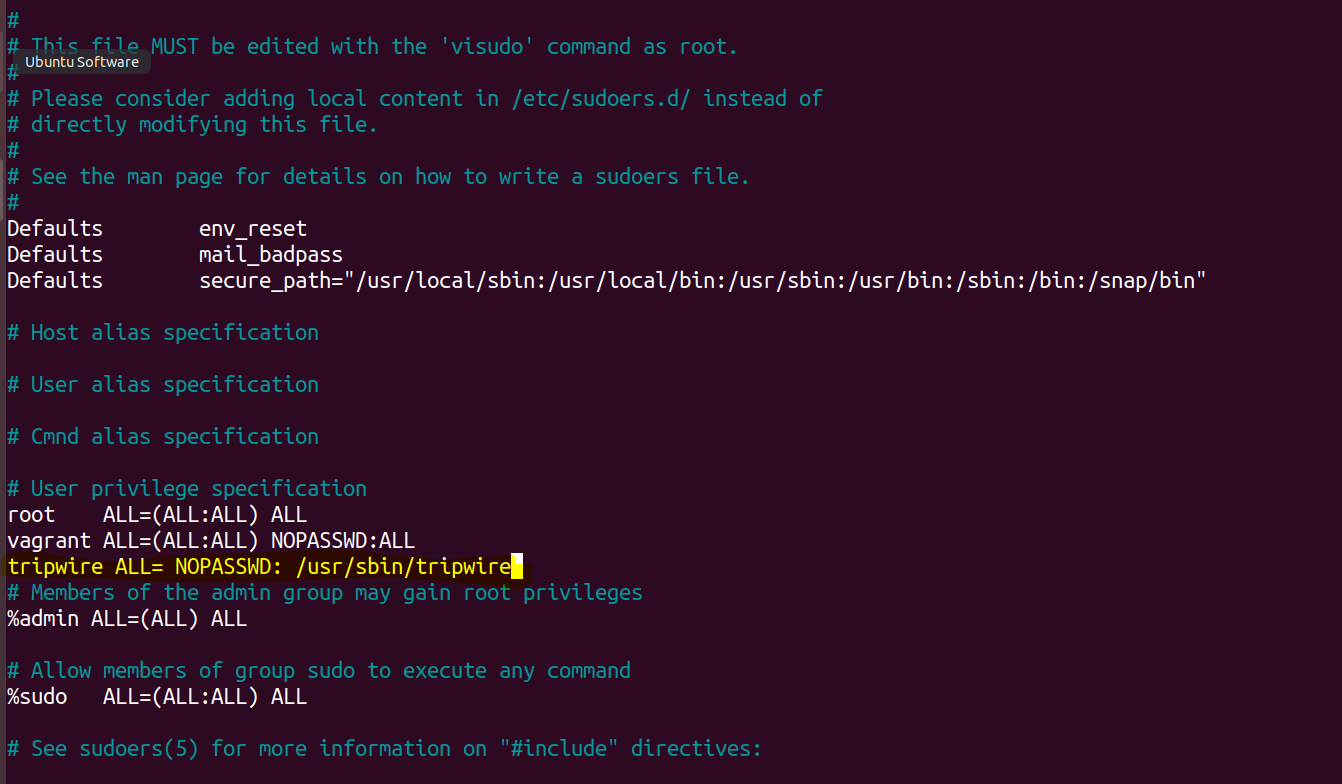 #
# This file MUST be edited with the 'visudo' command as root.
Ubuntu Software
#
# Please consider adding local content in /etc/sudoers.d/ instead of
# directly modifying this file.
#
# See the man page for details on how to write a sudoers file.
#
Defaults        env_reset
Defaults        mail_badpass
Defaults        secure_path="/usr/local/sbin:/usr/local/bin:/usr/sbin:/usr/bin:/sbin:/bin:/snap/bin"
# Host alias specification
# User alias specification
# Cmnd alias specification
# User privilege specification
root    ALL=(ALL:ALL) ALL
vagrant ALL=(ALL:ALL) NOPASSWD:ALL
tripwire ALL= NOPASSWD: /usr/sbin/tripwire
# Members of the admin group may gain root privileges
%admin ALL=(ALL) ALL
# Allow members of group sudo to execute any command
%sudo   ALL=(ALL:ALL) ALL
# See sudoers(5) for more information on "#include" directives: